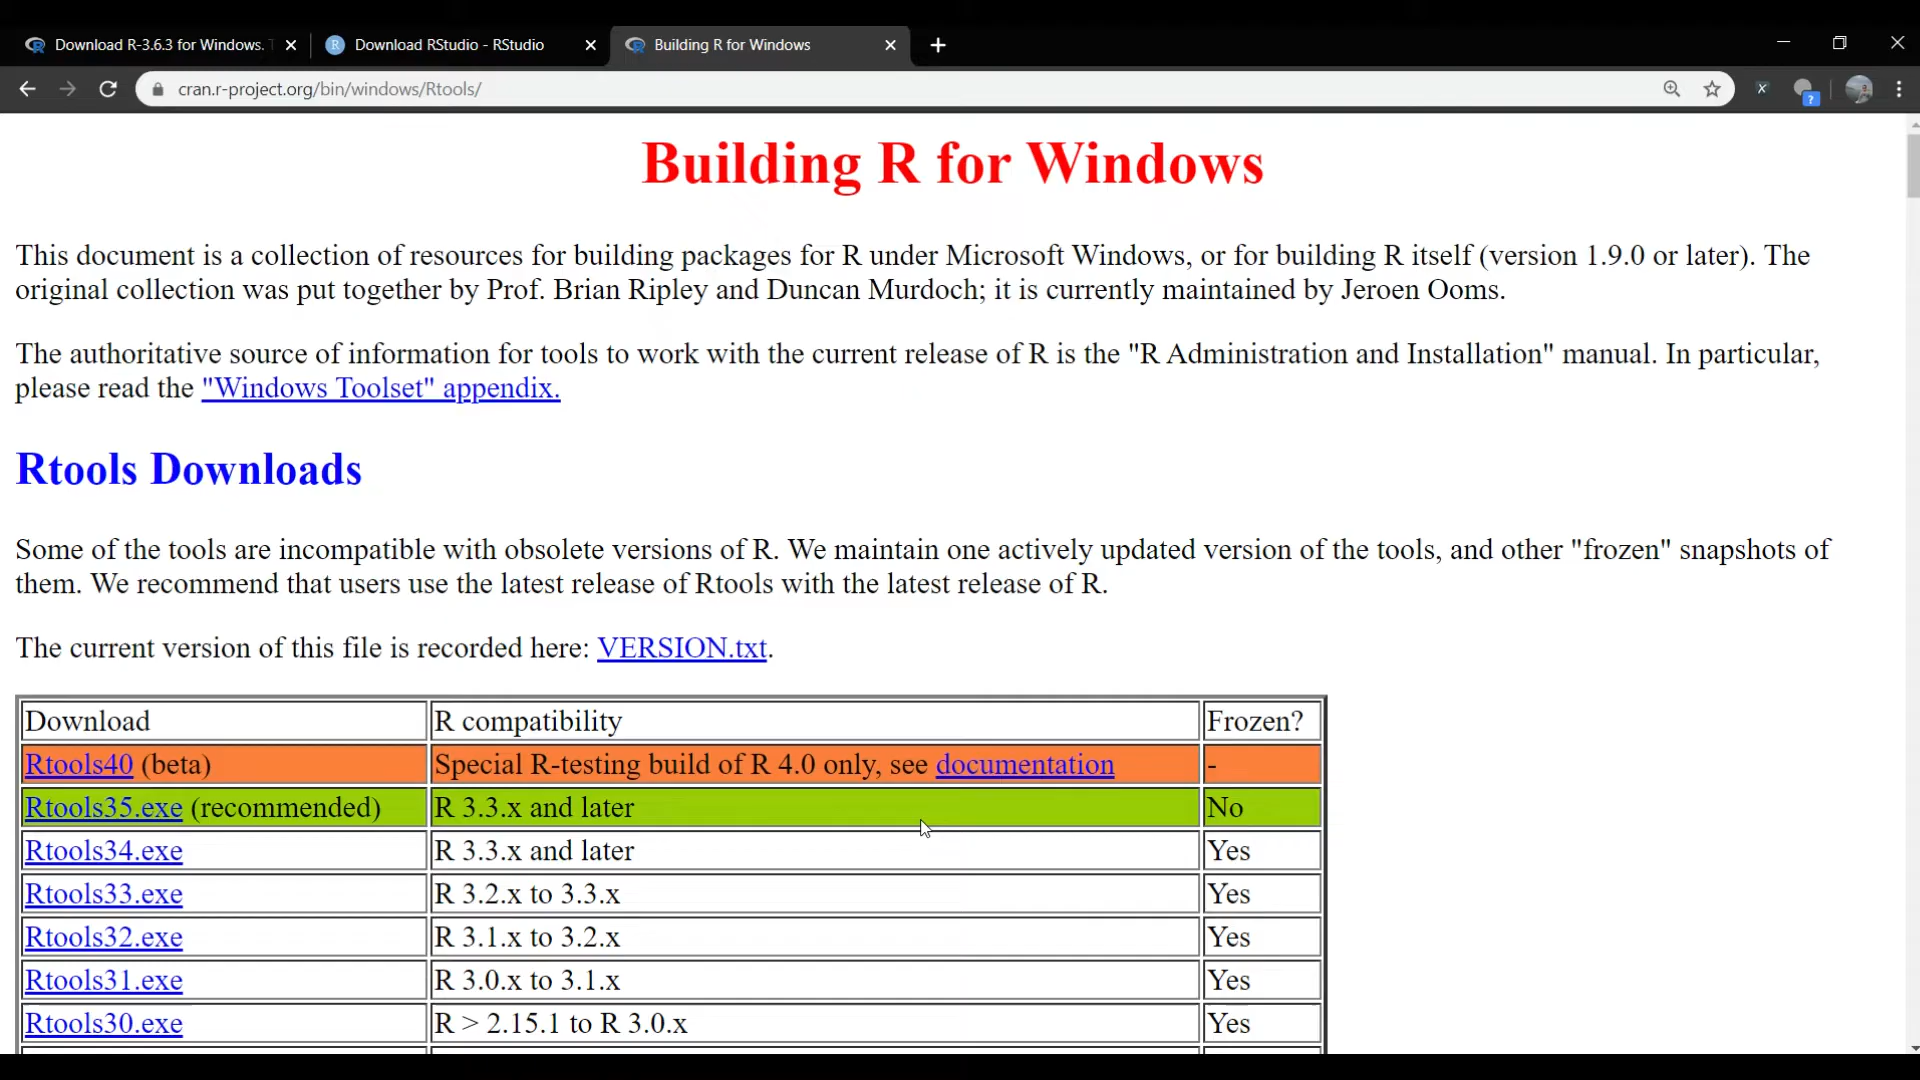 Download R-3.6.3 for Windows.
Download RStudio - RStudio
Building R for Windows
cran.r-project.org/bin/windows/Rtools/
Building R for Windows
This document is a collection of resources for building packages for R under Microsoft Windows, or for building R itself (version 1.9.0 or later). The
original collection was put together by Prof. Brian Ripley and Duncan Murdoch; it is currently maintained by Jeroen Ooms.
The authoritative source of information for tools to work with the current release of R is the "R Administration and Installation" manual. In particular,
please read the "Windows Toolset" appendix.
Rtools Downloads
Some of the tools are incompatible with obsolete versions of R. We maintain one actively updated version of the tools, and other "frozen" snapshots of
them. We recommend that users use the latest release of Rtools with the latest release of R.
The current version of this file is recorded here: VERSION.txt.
Download R compatibility Frozen?
Rtools40 (beta) Special R-testing build of R 4.0 only, see documentation -
Rtools35.exe (recommended) R 3.3.x and later No
Rtools34.exe R 3.3.x and later Yes
Rtools33.exe R 3.2.x to 3.3.x Yes
Rtools32.exe R 3.1.x to 3.2.x Yes
Rtools31.exe R 3.0.x to 3.1.x Yes
Rtools30.exe R > 2.15.1 to R 3.0.x Yes